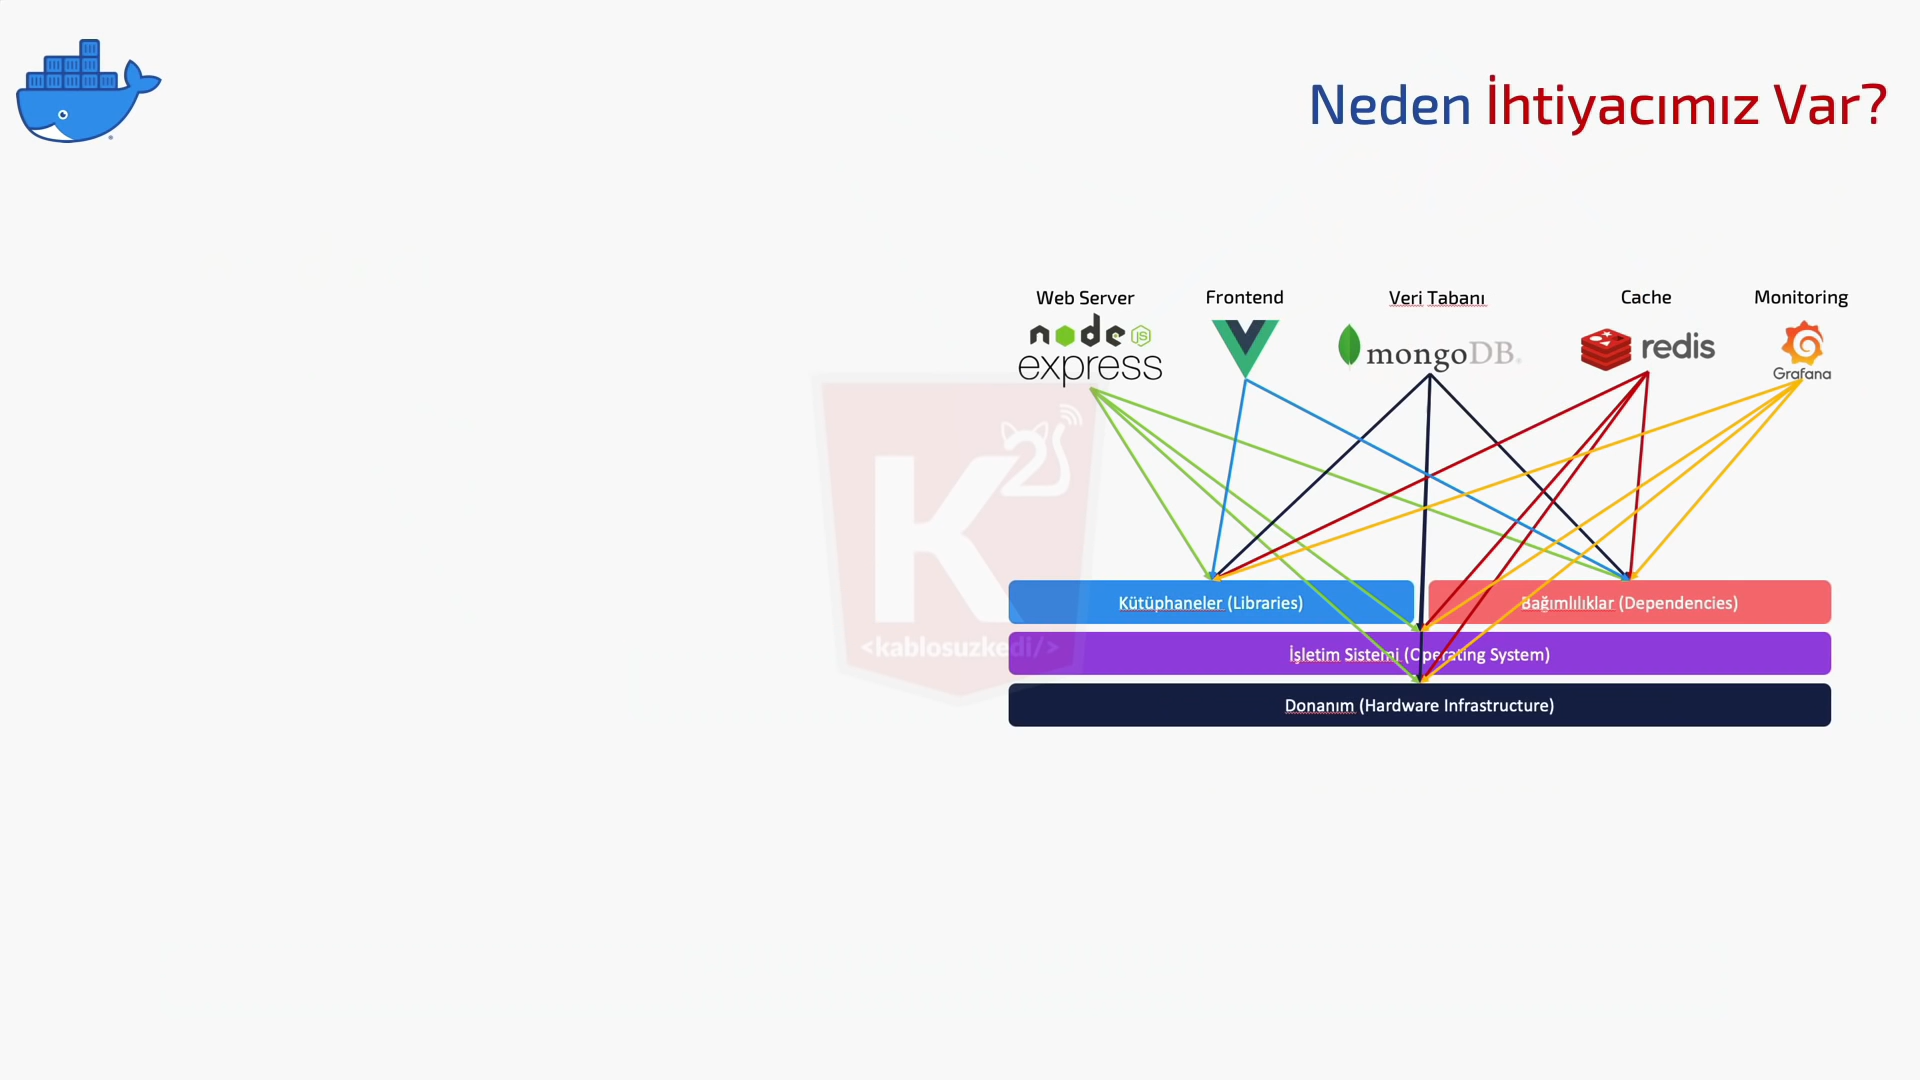 Neden İhtiyacımız Var?
Web Server
Frontend
Veri Tabanı
Cache
Monitoring
node JS
express
mongoDB.
redis
Grafana
K
<kablosuzkedi/>
Kütüphaneler (Libraries)
Bağımlılıklar (Dependencies)
İşletim Sistemi (Operating System)
Donanım (Hardware Infrastructure)